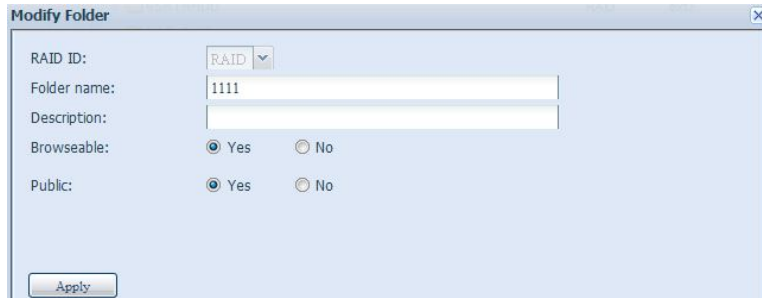 Modify Folder
RAID ID: RAID
Folder name: 1111
Description:
Browseable: Yes No
Public: Yes No
Apply